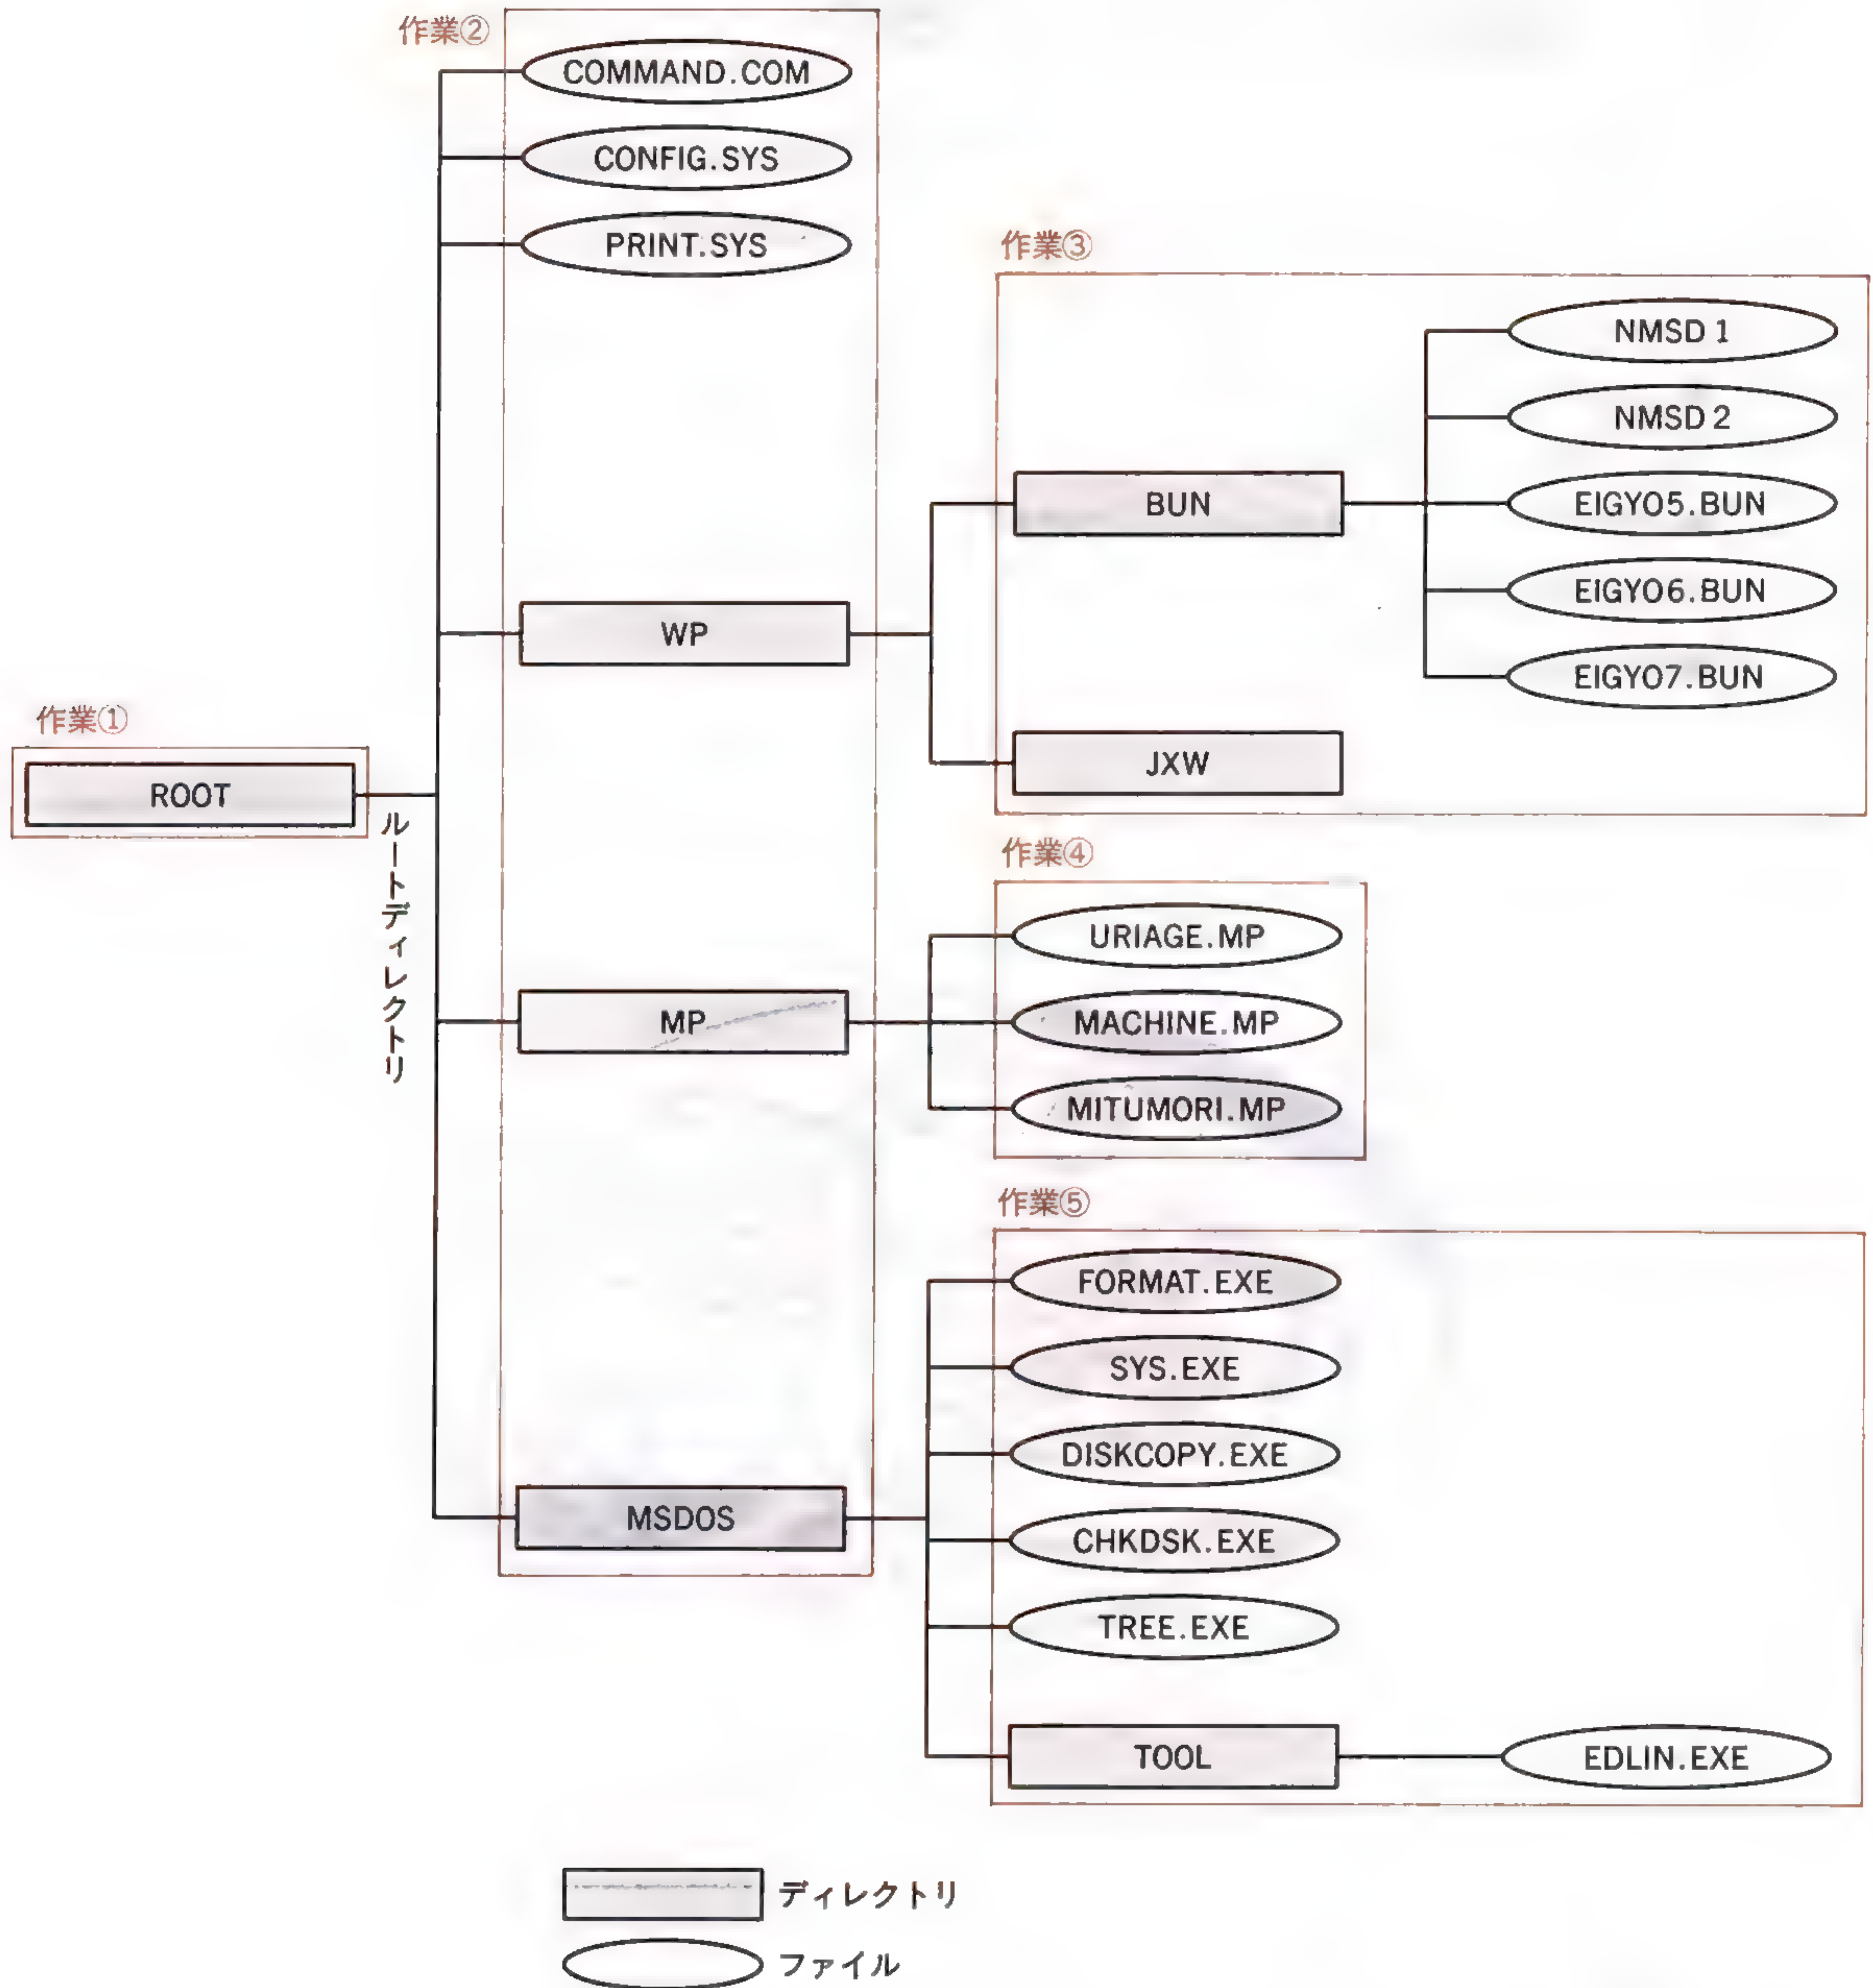 作業②
COMMAND.COM
CONFIG.SYS
PRINT.SYS
作業③
NMSD 1
NMSD 2
BUN
EIGYO5.BUN
EIGYO6.BUN
WP
EIGYO7.BUN
作業①
JXW
ROOT
ルートディレクトリ
作業④
URIAGE.MP
MP
MACHINE.MP
MITUMORI.MP
作業⑤
FORMAT.EXE
SYS.EXE
DISKCOPY.EXE
MSDOS
CHKDSK.EXE
TREE.EXE
TOOL
EDLIN.EXE
ディレクトリ
ファイル